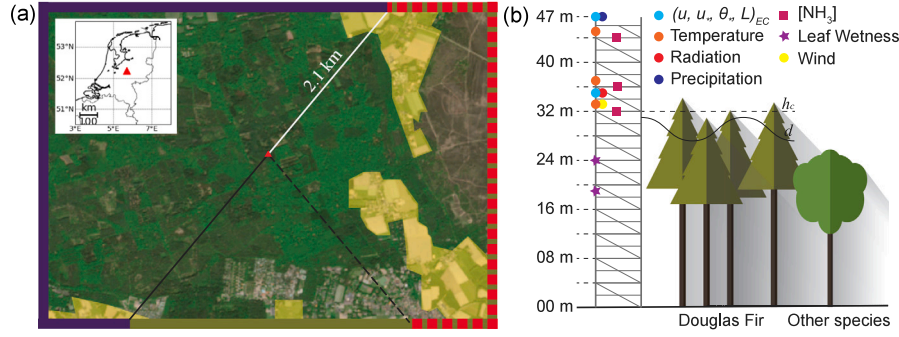 (a)
53°N
52°N
51°N
km
100
3°E 5°E 7°E
2.1 km
(b)
47 m
40 m
32 m
24 m
16 m
08 m
00 m
(u, u*, θ*, L)EC
Temperature
Radiation
Precipitation
[NH₃]
Leaf Wetness
Wind
hc
d
Douglas Fir Other species